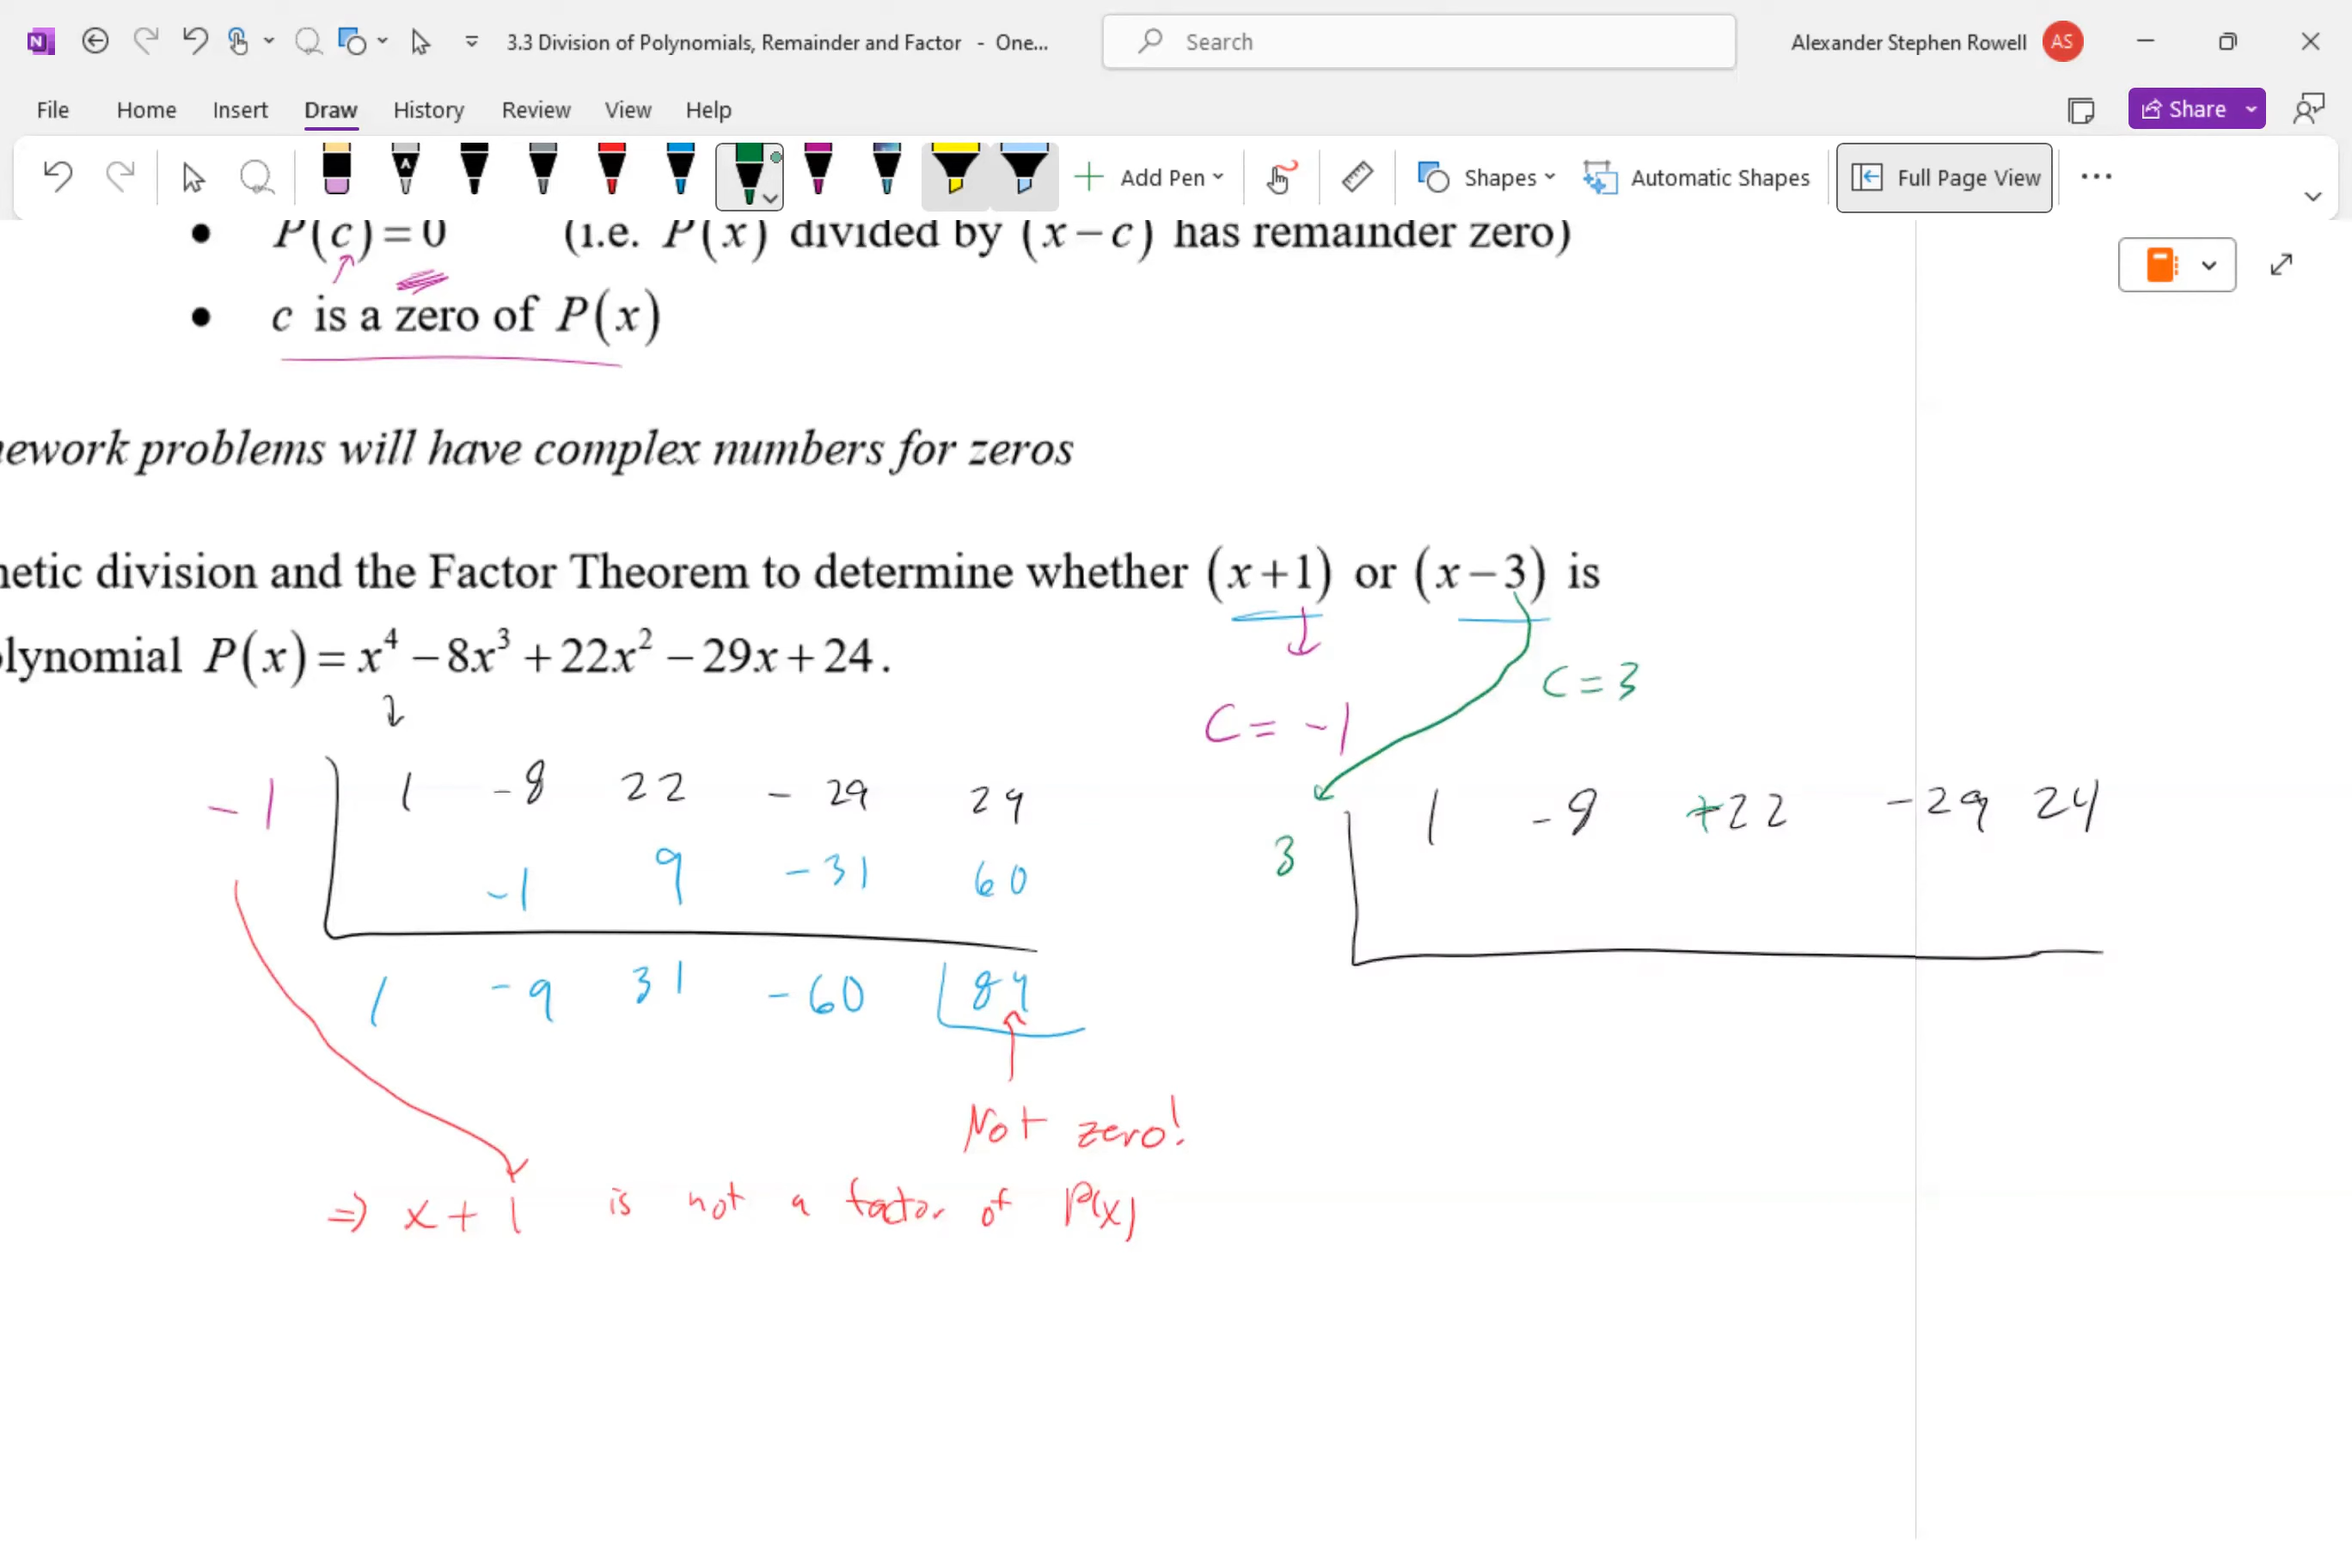 3.3 Division of Polynomials, Remainder and Factor - One...
Search
Alexander Stephen Rowell AS
File Home Insert Draw History Review View Help
Share
Add Pen Shapes Automatic Shapes Full Page View
• P(c)=0 (i.e. P(x) divided by (x−c) has remainder zero)
• c is a zero of P(x)
ework problems will have complex numbers for zeros
etic division and the Factor Theorem to determine whether (x+1) or (x−3) is
lynomial P(x)=x⁴−8x³+22x²−29x+24.
C = 3
C = -1
-1 1 -8 22 - 29 24
-1 9 -31 60
1 -9 31 -60 84
3 1 -8 +22 -29 24
Not zero!
⇒ x+1 is not a factor of P(x)